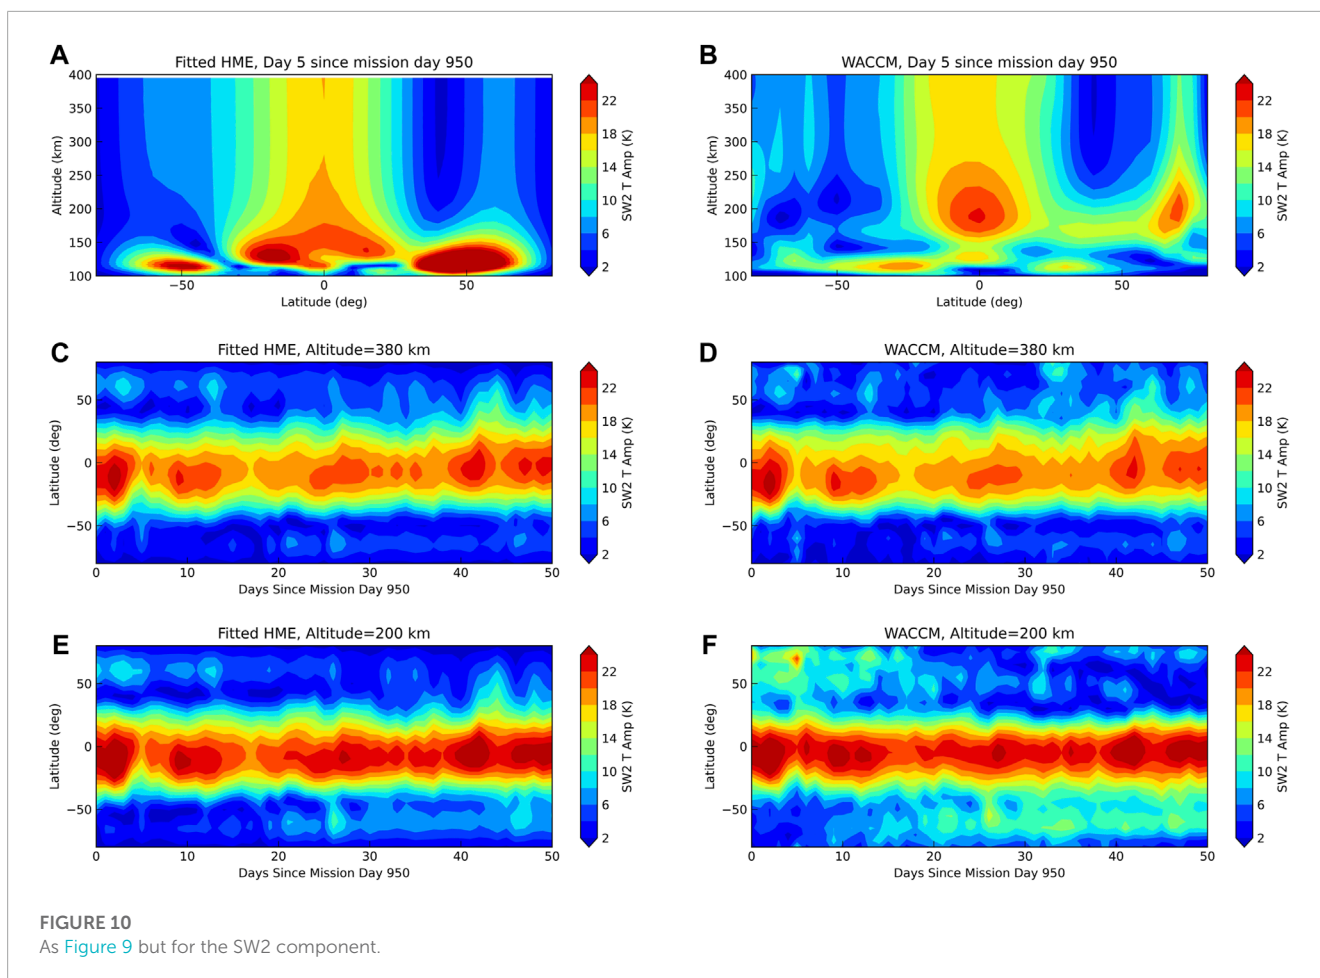 A
Fitted HME, Day 5 since mission day 950
400
350
300
250
200
150
100
Altitude (km)
−50
0
50
Latitude (deg)
22
18
14
10
6
2
SW2 T Amp (K)
B
WACCM, Day 5 since mission day 950
400
350
300
250
200
150
100
Altitude (km)
−50
0
50
Latitude (deg)
22
18
14
10
6
2
SW2 T Amp (K)
C
Fitted HME, Altitude=380 km
50
0
−50
Latitude (deg)
0
10
20
30
40
50
Days Since Mission Day 950
22
18
14
10
6
2
SW2 T Amp (K)
D
WACCM, Altitude=380 km
50
0
−50
Latitude (deg)
0
10
20
30
40
50
Days Since Mission Day 950
22
18
14
10
6
2
SW2 T Amp (K)
E
Fitted HME, Altitude=200 km
50
0
−50
Latitude (deg)
0
10
20
30
40
50
Days Since Mission Day 950
22
18
14
10
6
2
SW2 T Amp (K)
F
WACCM, Altitude=200 km
50
0
−50
Latitude (deg)
0
10
20
30
40
50
Days Since Mission Day 950
22
18
14
10
6
2
SW2 T Amp (K)
FIGURE 10
As Figure 9 but for the SW2 component.